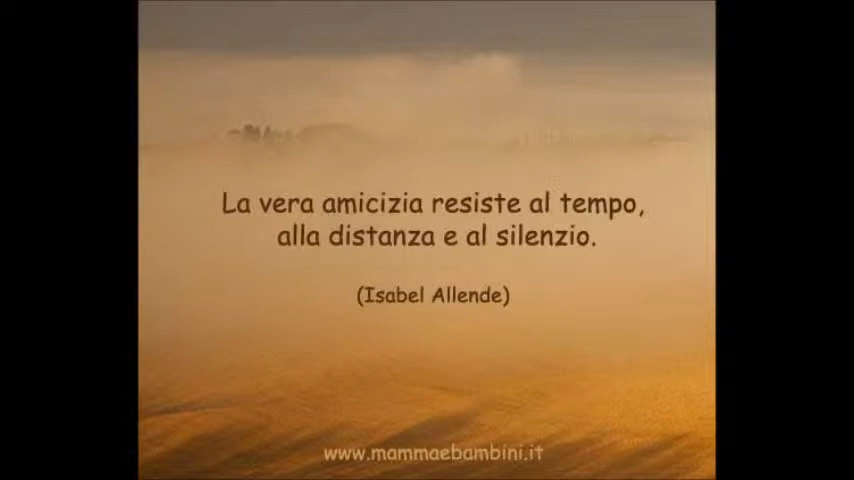 La vera amicizia resiste al tempo,
alla distanza e al silenzio.
(Isabel Allende)
www.mammaebambini.it